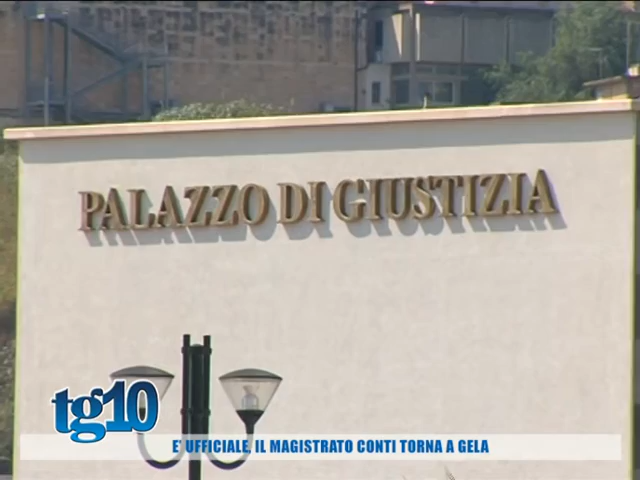 PALAZZO DI GIUSTIZIA
tg10
E' UFFICIALE, IL MAGISTRATO CONTI TORNA A GELA